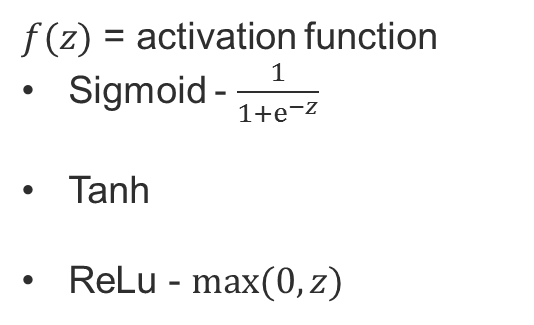 f(z) = activation function
• Sigmoid - 1/(1+e^−z)
• Tanh
• ReLu - max(0, z)